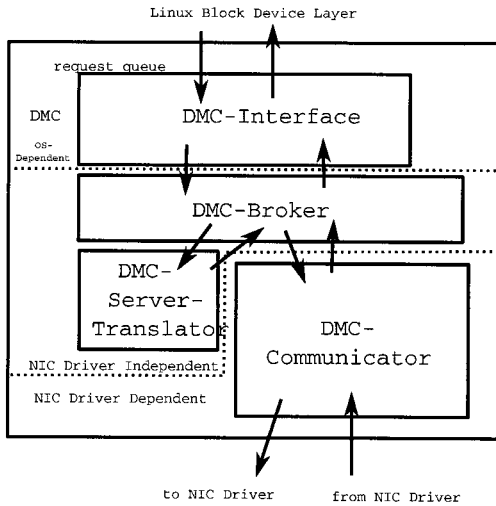 Linux Block Device Layer
request queue
DMC
OS-
Dependent
DMC-Interface
DMC-Broker
DMC-
Server-
Translator
DMC-
Communicator
NIC Driver Independent
NIC Driver Dependent
to NIC Driver
from NIC Driver